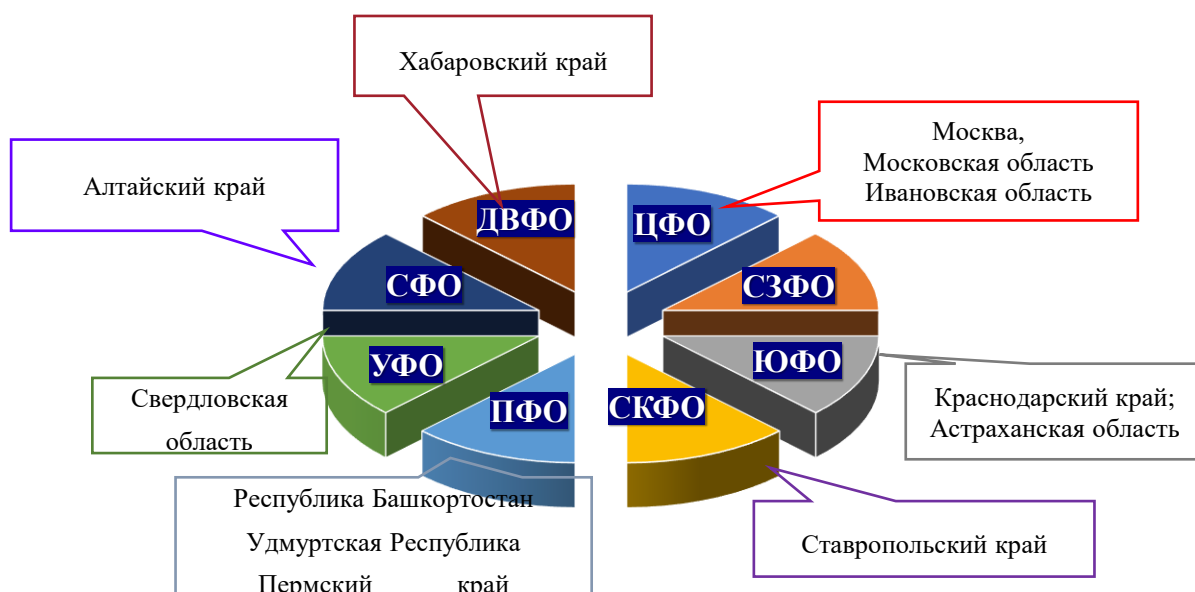 Хабаровский край
Москва,
Московская область
Ивановская область
Алтайский край
ДВФО
ЦФО
СФО
СЗФО
УФО
ЮФО
ПФО
СКФО
Свердловская
область
Краснодарский край;
Астраханская область
Республика Башкортостан
Удмуртская Республика
Пермский край
Ставропольский край